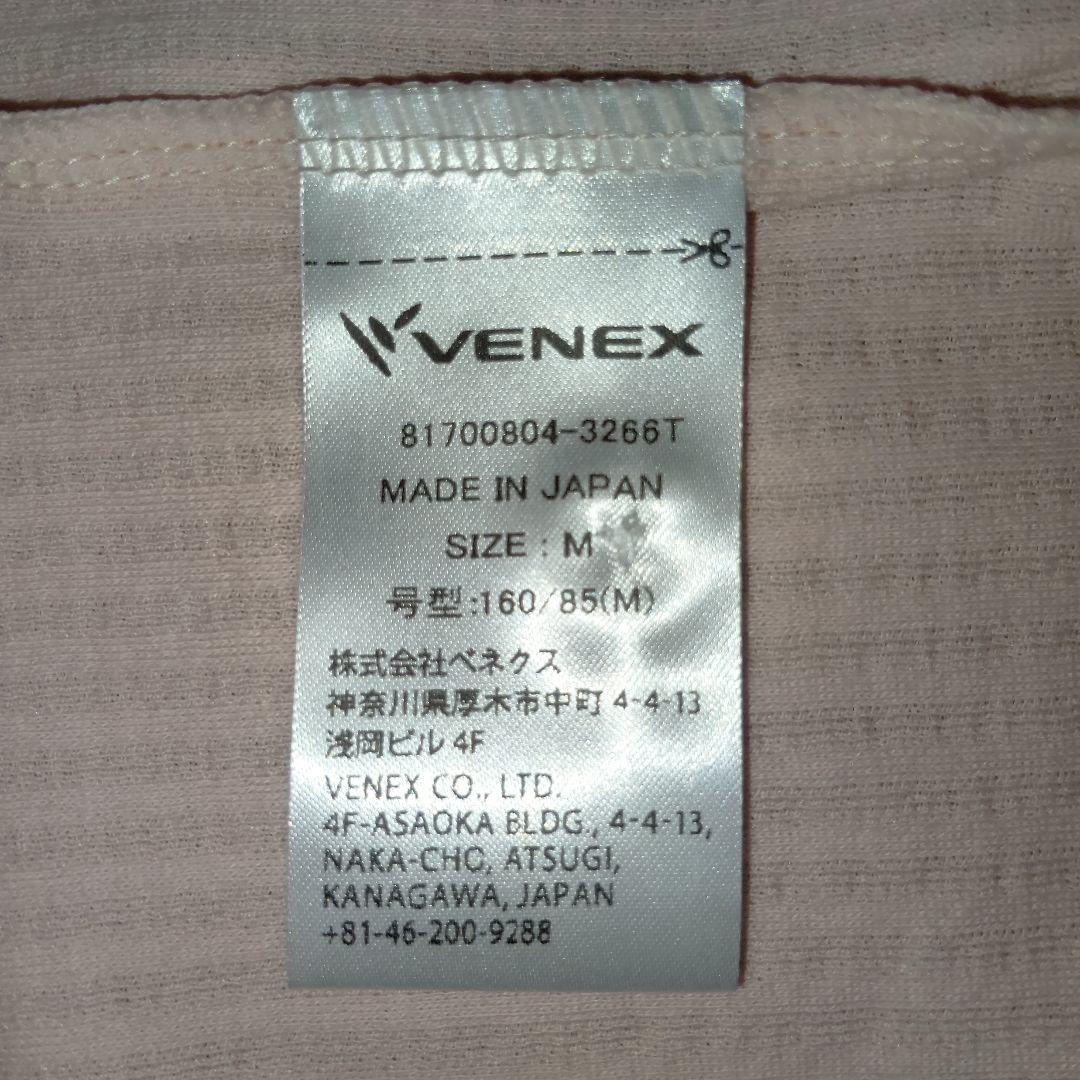 VENEX
81700804-3266T
MADE IN JAPAN
SIZE : M
号型:160/85(M)
株式会社ベネクス
神奈川県厚木市中町 4-4-13
浅岡ビル 4F
VENEX CO., LTD.
4F-ASAOKA BLDG., 4-4-13,
NAKA-CHO, ATSUGI,
KANAGAWA, JAPAN
+81-46-200-9288